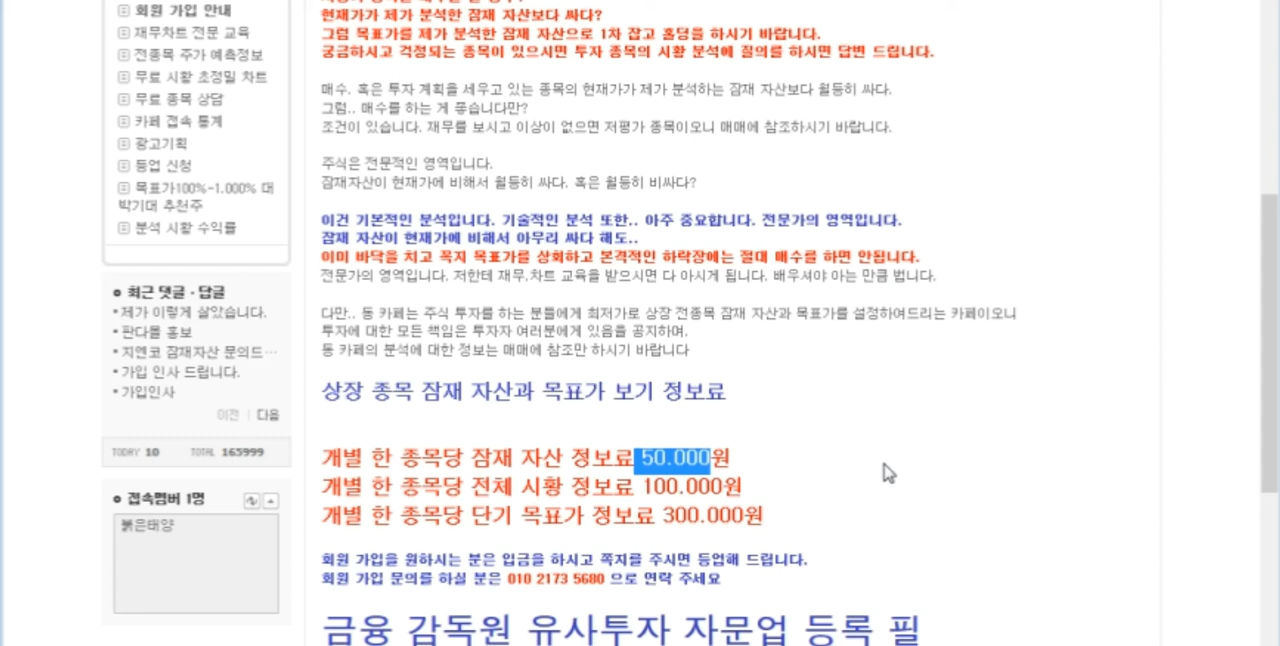 회원 가입 안내
재무차트 전문 교육
전종목 주가 예측정보
무료 시황 초정밀 차트
무료 종목 상담
카페 접속 통계
광고기획
등업 신청
목표가100%-1.000% 대
박기대 추천주
분석 시황 수익률
최근 댓글 · 답글
제가 이렇게 살았습니다.
판다몰 홍보
지엔코 잠재자산 문의드…
가입 인사 드립니다.
가입인사
이전 | 다음
TODAY 10 TOTAL 165999
접속멤버 1명
붉은태양
현재가가 제가 분석한 잠재 자산보다 싸다?
그럼 목표가를 제가 분석한 잠재 자산으로 1차 잡고 홀딩을 하시기 바랍니다.
궁금하시고 걱정되는 종목이 있으시면 투자 종목의 시황 분석에 질의를 하시면 답변 드립니다.
매수. 혹은 투자 계획을 세우고 있는 종목의 현재가가 제가 분석하는 잠재 자산보다 월등히 싸다.
그럼.. 매수를 하는 게 좋습니다만?
조건이 있습니다. 재무를 보시고 이상이 없으면 저평가 종목이오니 매매에 참조하시기 바랍니다.
주식은 전문적인 영역입니다.
잠재자산이 현재가에 비해서 월등히 싸다. 혹은 월등히 비싸다?
이건 기본적인 분석입니다. 기술적인 분석 또한.. 아주 중요합니다. 전문가의 영역입니다.
잠재 자산이 현재가에 비해서 아무리 싸다 해도..
이미 바닥을 치고 꼭지 목표가를 상회하고 본격적인 하락장에는 절대 매수를 하면 안됩니다.
전문가의 영역입니다. 저한테 재무.차트 교육을 받으시면 다 아시게 됩니다. 배우셔야 아는 만큼 법니다.
다만.. 동 카페는 주식 투자를 하는 분들에게 최저가로 상장 전종목 잠재 자산과 목표가를 설정하여드리는 카페이오니
투자에 대한 모든 책임은 투자자 여러분에게 있음을 공지하며.
동 카페의 분석에 대한 정보는 매매에 참조만 하시기 바랍니다
상장 종목 잠재 자산과 목표가 보기 정보료
개별 한 종목당 잠재 자산 정보료 50.000원
개별 한 종목당 전체 시황 정보료 100.000원
개별 한 종목당 단기 목표가 정보료 300.000원
회원 가입을 원하시는 분은 입금을 하시고 쪽지를 주시면 등업해 드립니다.
회원 가입 문의를 하실 분은 010 2173 5680 으로 연락 주세요
금융 감독원 유사투자 자문업 등록 필